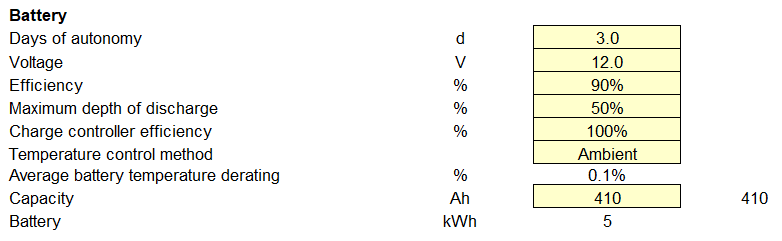 Battery
Days of autonomy d 3.0
Voltage V 12.0
Efficiency % 90%
Maximum depth of discharge % 50%
Charge controller efficiency % 100%
Temperature control method Ambient
Average battery temperature derating % 0.1%
Capacity Ah 410 410
Battery kWh 5